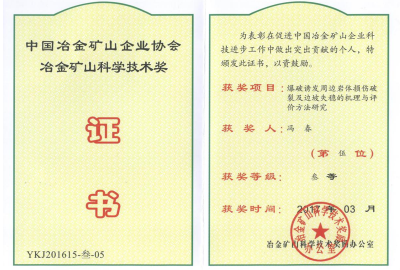 中国冶金矿山企业协会
冶金矿山科学技术奖
证
书
YKJ201615-叁-05
为表彰在促进中国冶金矿山企业科
技进步工作中做出突出贡献的个人，特
颁发此证书，以资鼓励。
获奖项目：爆破诱发周边岩体损伤破
裂及边坡失稳的机理与评
价方法研究
获奖人：冯春
（第 伍 位）
获奖等级：叁 等
获奖时间：2017 年 03 月
冶金矿山科学技术奖励办公室